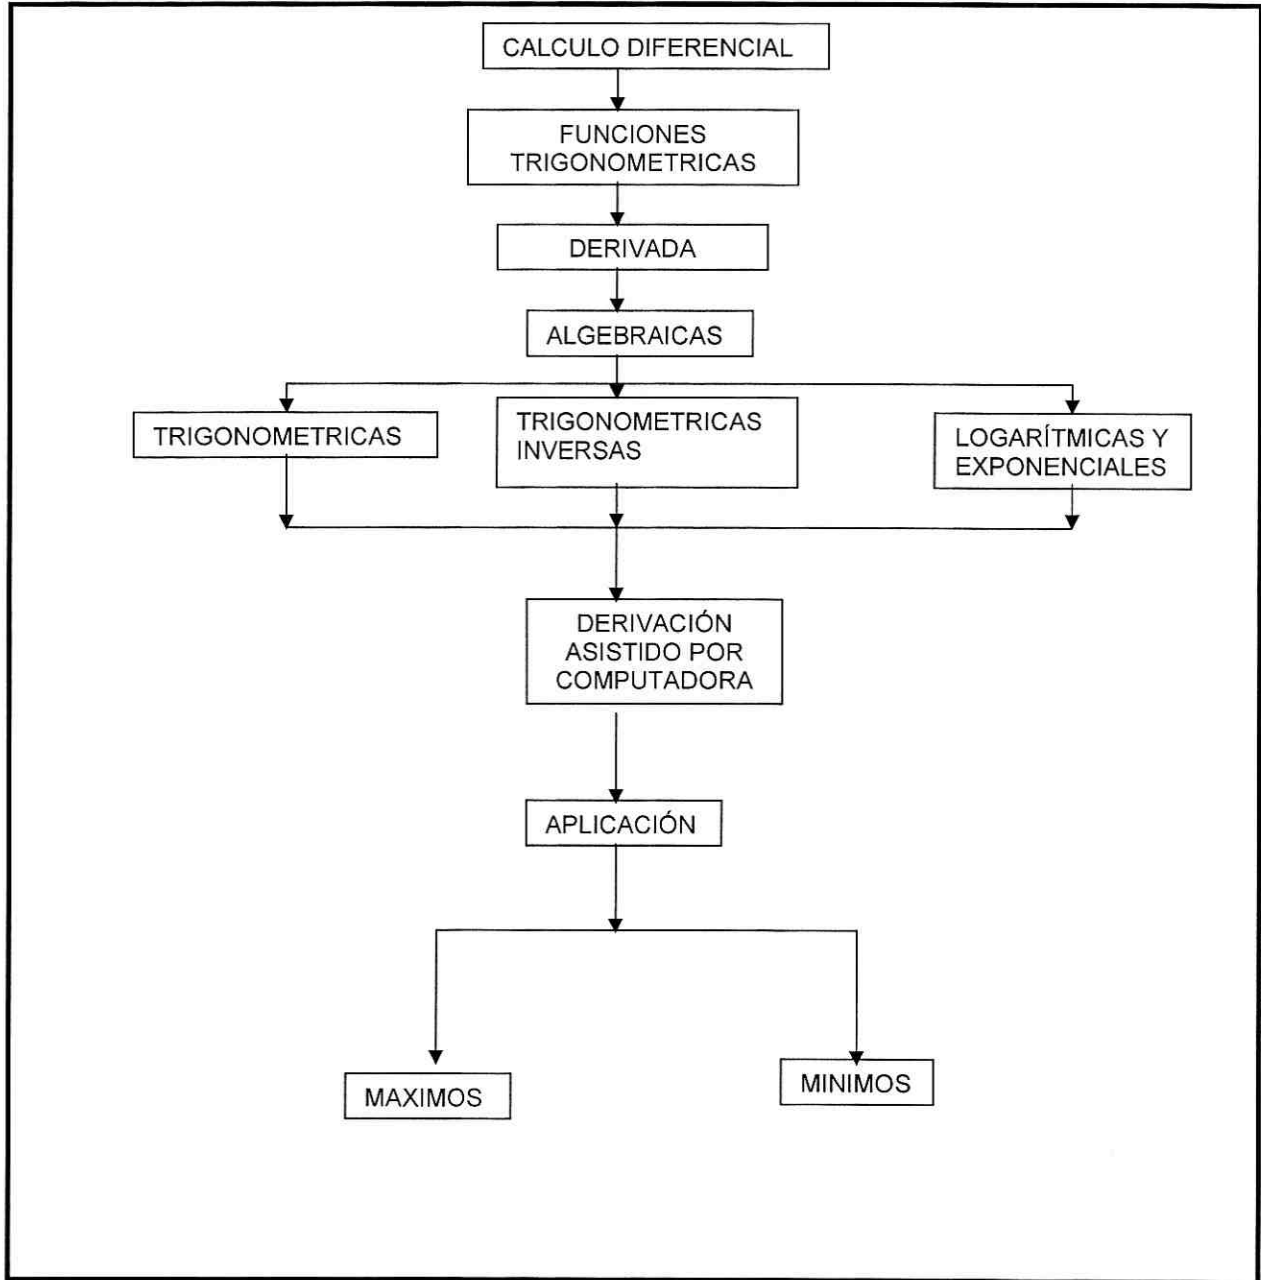 CALCULO DIFERENCIAL
FUNCIONES
TRIGONOMETRICAS
DERIVADA
ALGEBRAICAS
TRIGONOMETRICAS
TRIGONOMETRICAS
INVERSAS
LOGARÍTMICAS Y
EXPONENCIALES
DERIVACIÓN
ASISTIDO POR
COMPUTADORA
APLICACIÓN
MAXIMOS
MINIMOS